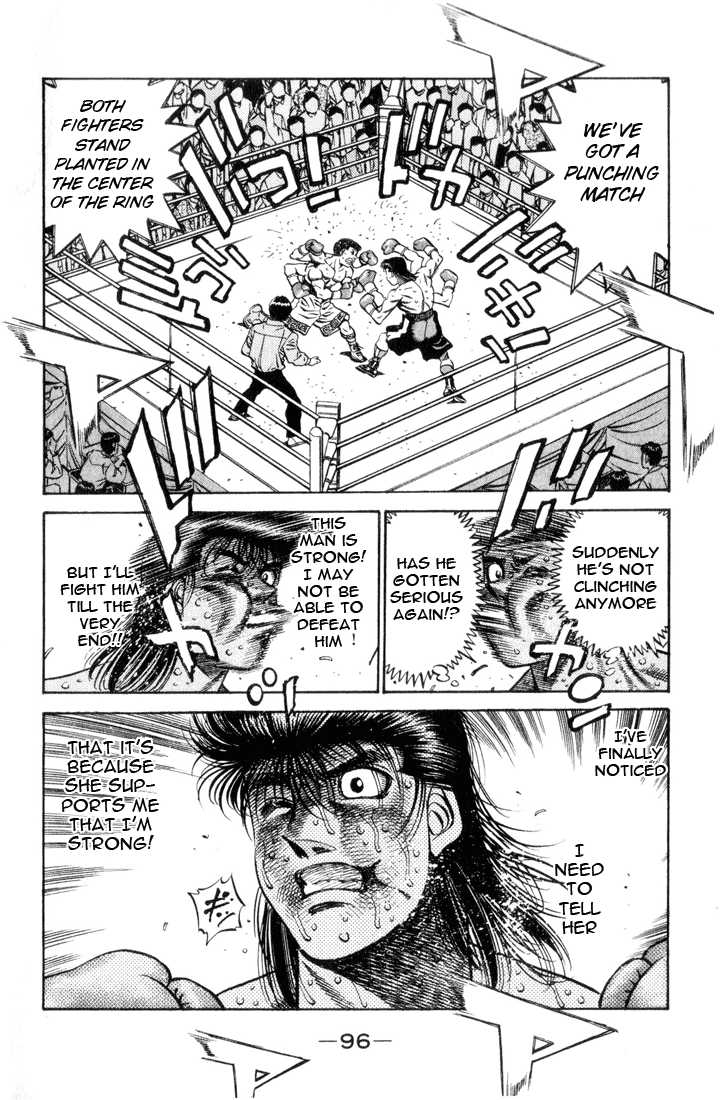 WE'VE
GOT A
PUNCHING
MATCH
BOTH
FIGHTERS
STAND
PLANTED IN
THE CENTER
OF THE RING
SUDDENLY
HE'S NOT
CLINCHING
ANYMORE
HAS HE
GOTTEN
SERIOUS
AGAIN!?
THIS
MAN IS
STRONG!
I MAY
NOT BE
ABLE TO
DEFEAT
HIM !
BUT I'LL
FIGHT HIM
TILL THE
VERY
END!!
I'VE
FINALLY
NOTICED
I
NEED
TO
TELL
HER
THAT IT'S
BECAUSE
SHE SUP-
PORTS ME
THAT I'M
STRONG!
—96—